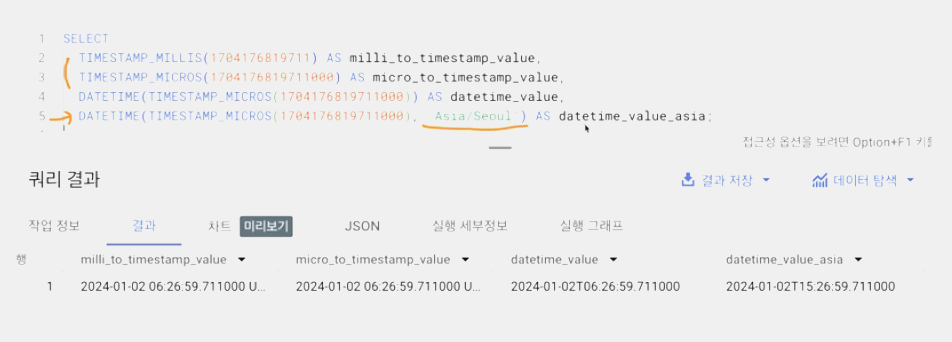 1 SELECT
2 TIMESTAMP_MILLIS(1704176819711) AS milli_to_timestamp_value,
3 TIMESTAMP_MICROS(1704176819711000) AS micro_to_timestamp_value,
4 DATETIME(TIMESTAMP_MICROS(1704176819711000)) AS datetime_value,
5 DATETIME(TIMESTAMP_MICROS(1704176819711000), 'Asia/Seoul') AS datetime_value_asia;
접근성 옵션을 보려면 Option+F1 키를
쿼리 결과
결과 저장 데이터 탐색
작업 정보 결과 차트 미리보기 JSON 실행 세부정보 실행 그래프
행 milli_to_timestamp_value micro_to_timestamp_value datetime_value datetime_value_asia
1 2024-01-02 06:26:59.711000 U... 2024-01-02 06:26:59.711000 U... 2024-01-02T06:26:59.711000 2024-01-02T15:26:59.711000